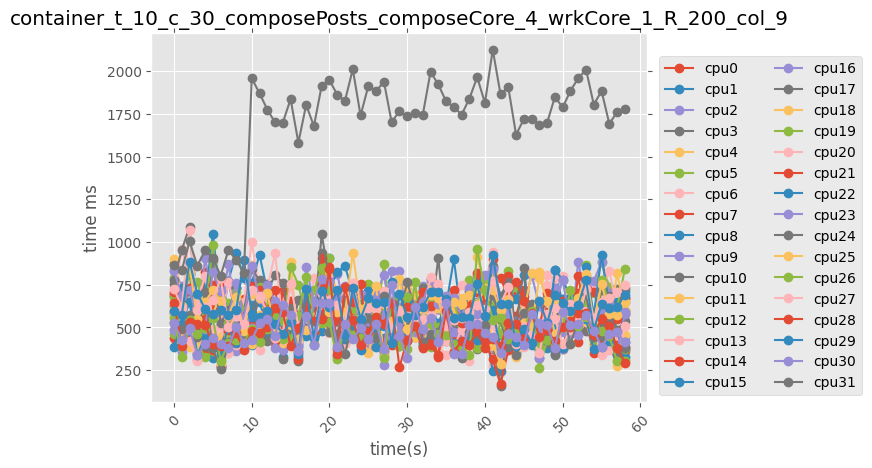 container_t_10_c_30_composePosts_composeCore_4_wrkCore_1_R_200_col_9
time ms
2000
1750
1500
1250
1000
750
500
250
0
10
20
30
40
50
60
time(s)
cpu0
cpu1
cpu2
cpu3
cpu4
cpu5
cpu6
cpu7
cpu8
cpu9
cpu10
cpu11
cpu12
cpu13
cpu14
cpu15
cpu16
cpu17
cpu18
cpu19
cpu20
cpu21
cpu22
cpu23
cpu24
cpu25
cpu26
cpu27
cpu28
cpu29
cpu30
cpu31